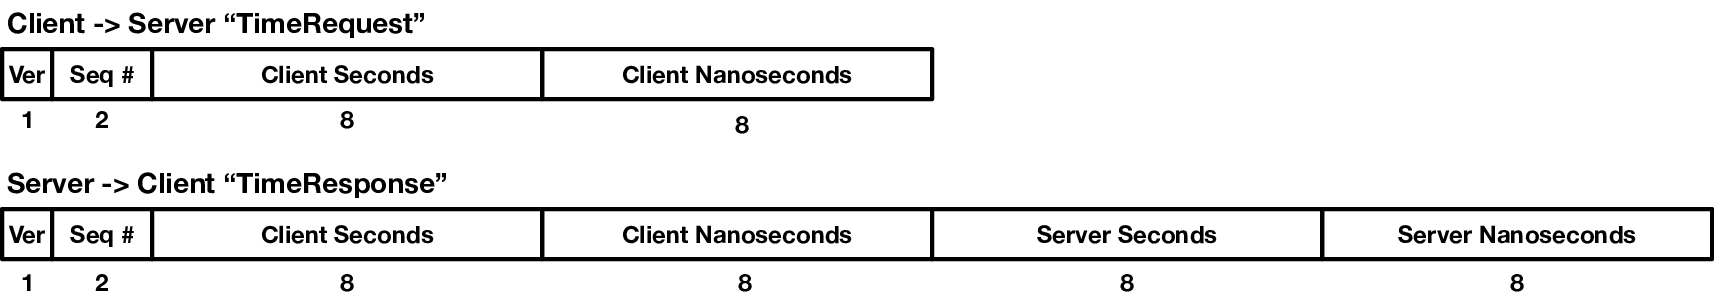 Client -> Server “TimeRequest”
Ver Seq # Client Seconds Client Nanoseconds
1 2 8 8
Server -> Client “TimeResponse”
Ver Seq # Client Seconds Client Nanoseconds Server Seconds Server Nanoseconds
1 2 8 8 8 8